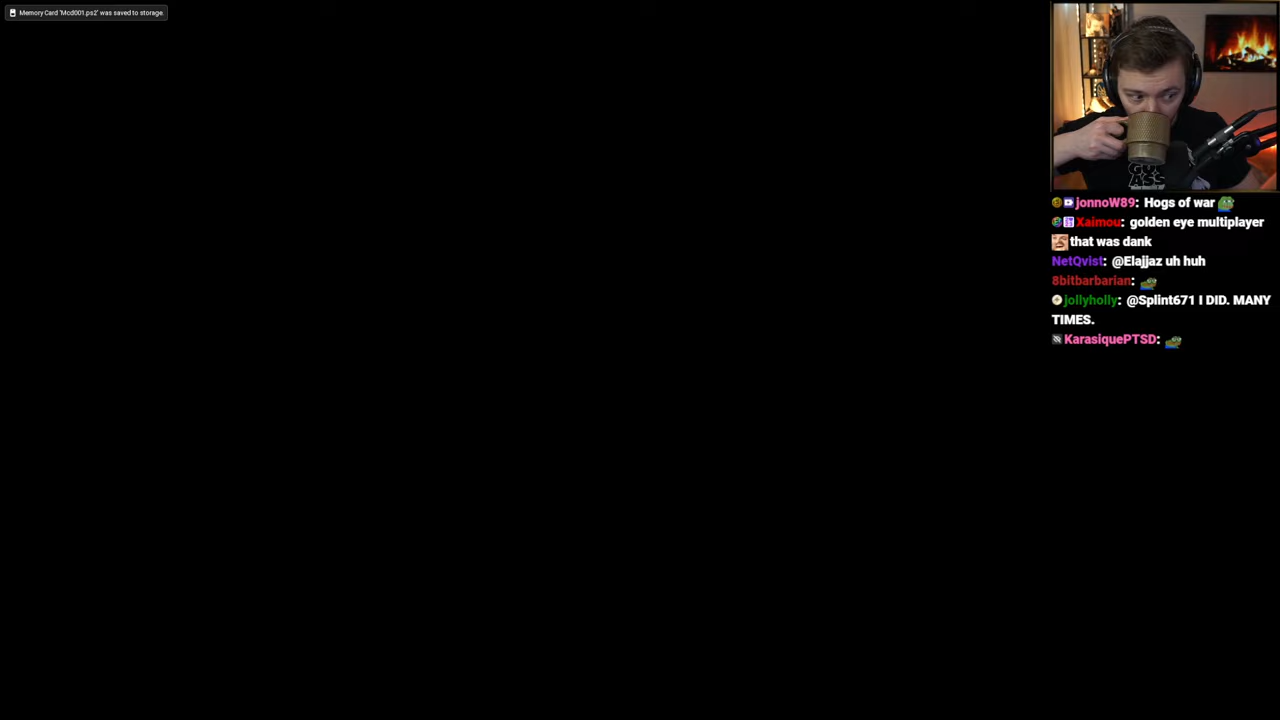 Memory Card 'Mcd001.ps2' was saved to storage.
jonnoW89: Hogs of war
Xaimou: golden eye multiplayer
that was dank
NetQvist: @Elajjaz uh huh
8bitbarbarian:
jollyholly: @Splint671 I DID. MANY
TIMES.
KarasiquePTSD: